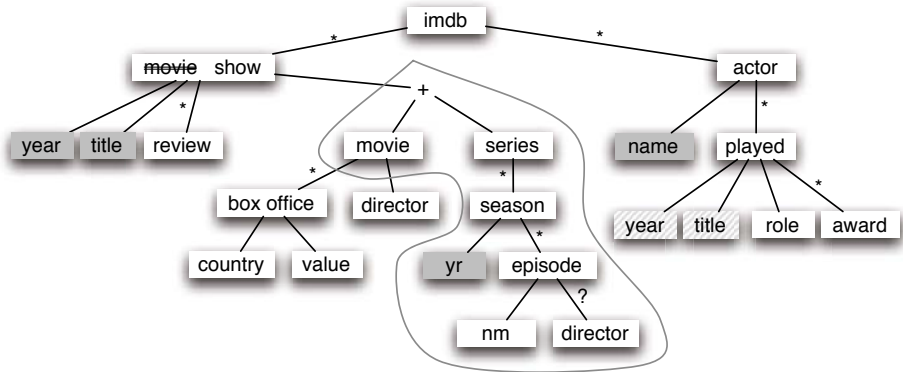 imdb
* *
movie show actor
+
* *
year title review movie series name played
* * *
box office director season year title role award
*
country value yr episode
?
nm director